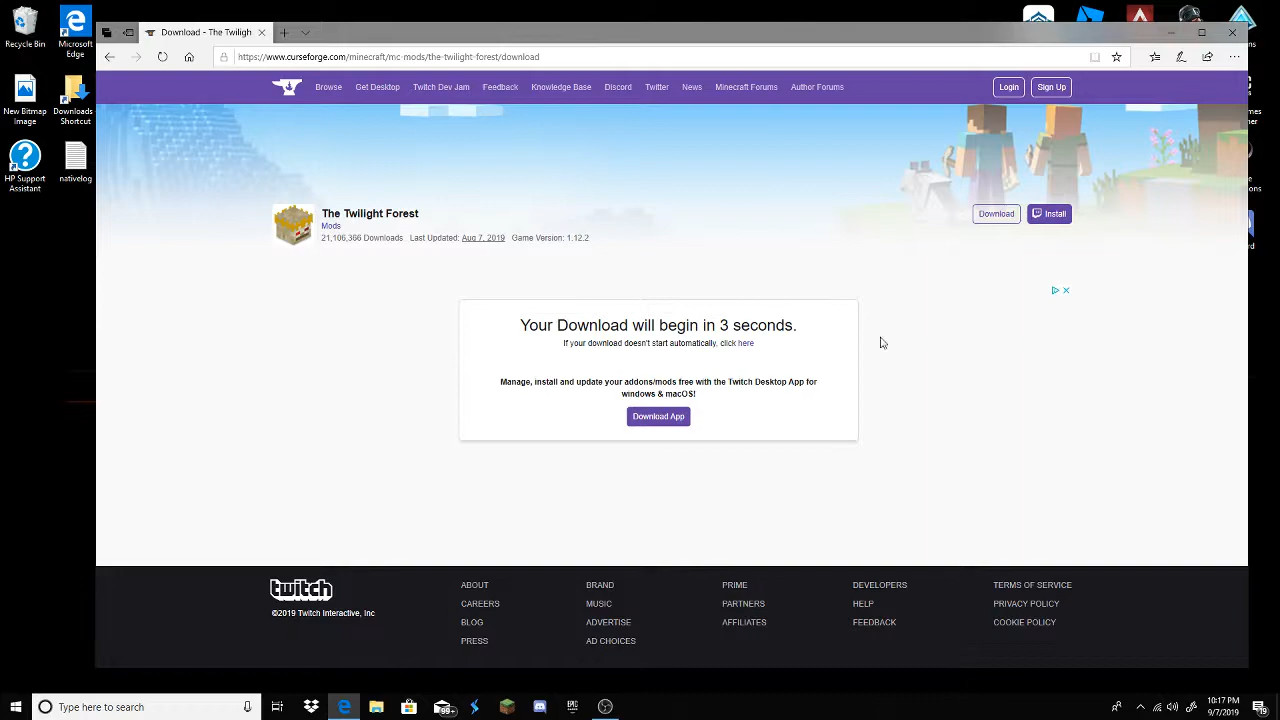 Recycle Bin
Microsoft Edge
New Bitmap Image
Downloads Shortcut
HP Support Assistant
nativelog
Download - The Twiligh
https://www.curseforge.com/minecraft/mc-mods/the-twilight-forest/download
Browse Get Desktop Twitch Dev Jam Feedback Knowledge Base Discord Twitter News Minecraft Forums Author Forums Login Sign Up
The Twilight Forest
Mods
21,106,366 Downloads Last Updated: Aug 7, 2019 Game Version: 1.12.2
Download Install
Your Download will begin in 3 seconds.
If your download doesn't start automatically, click here
Manage, install and update your addons/mods free with the Twitch Desktop App for
windows & macOS!
Download App
twitch
©2019 Twitch Interactive, Inc
ABOUT BRAND PRIME DEVELOPERS TERMS OF SERVICE
CAREERS MUSIC PARTNERS HELP PRIVACY POLICY
BLOG ADVERTISE AFFILIATES FEEDBACK COOKIE POLICY
PRESS AD CHOICES
Type here to search
99+
EPIC
10:17 PM
9/7/2019
19